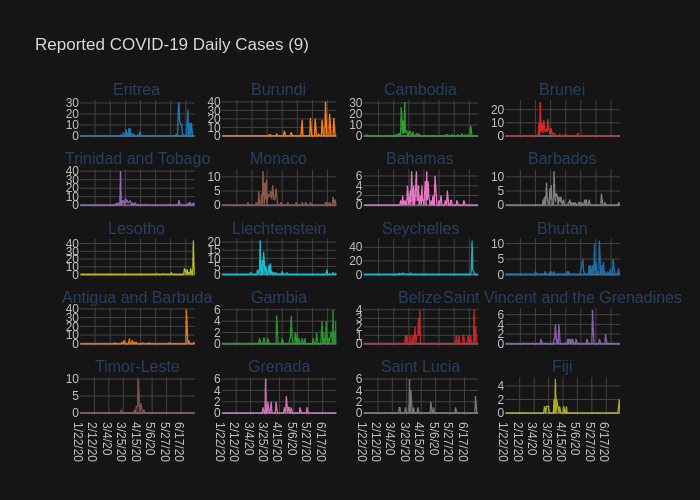 Reported COVID-19 Daily Cases (9)
Eritrea Burundi Cambodia Brunei
30 20 10 0
40 30 20 10 0
30 20 10 0
20 10 0
Trinidad and Tobago Monaco Bahamas Barbados
40 30 20 10 0
10 5 0
6 4 2 0
10 5 0
Lesotho Liechtenstein Seychelles Bhutan
40 30 20 10 0
20 15 10 5 0
40 20 0
10 5 0
Antigua and Barbuda Gambia Belize Saint Vincent and the Grenadines
40 30 20 10 0
6 4 2 0
4 3 2 1 0
6 4 2 0
Timor-Leste Grenada Saint Lucia Fiji
10 5 0
6 4 2 0
6 4 2 0
4 2 0
1/22/20 2/12/20 3/4/20 3/25/20 4/15/20 5/6/20 5/27/20 6/17/20
1/22/20 2/12/20 3/4/20 3/25/20 4/15/20 5/6/20 5/27/20 6/17/20
1/22/20 2/12/20 3/4/20 3/25/20 4/15/20 5/6/20 5/27/20 6/17/20
1/22/20 2/12/20 3/4/20 3/25/20 4/15/20 5/6/20 5/27/20 6/17/20